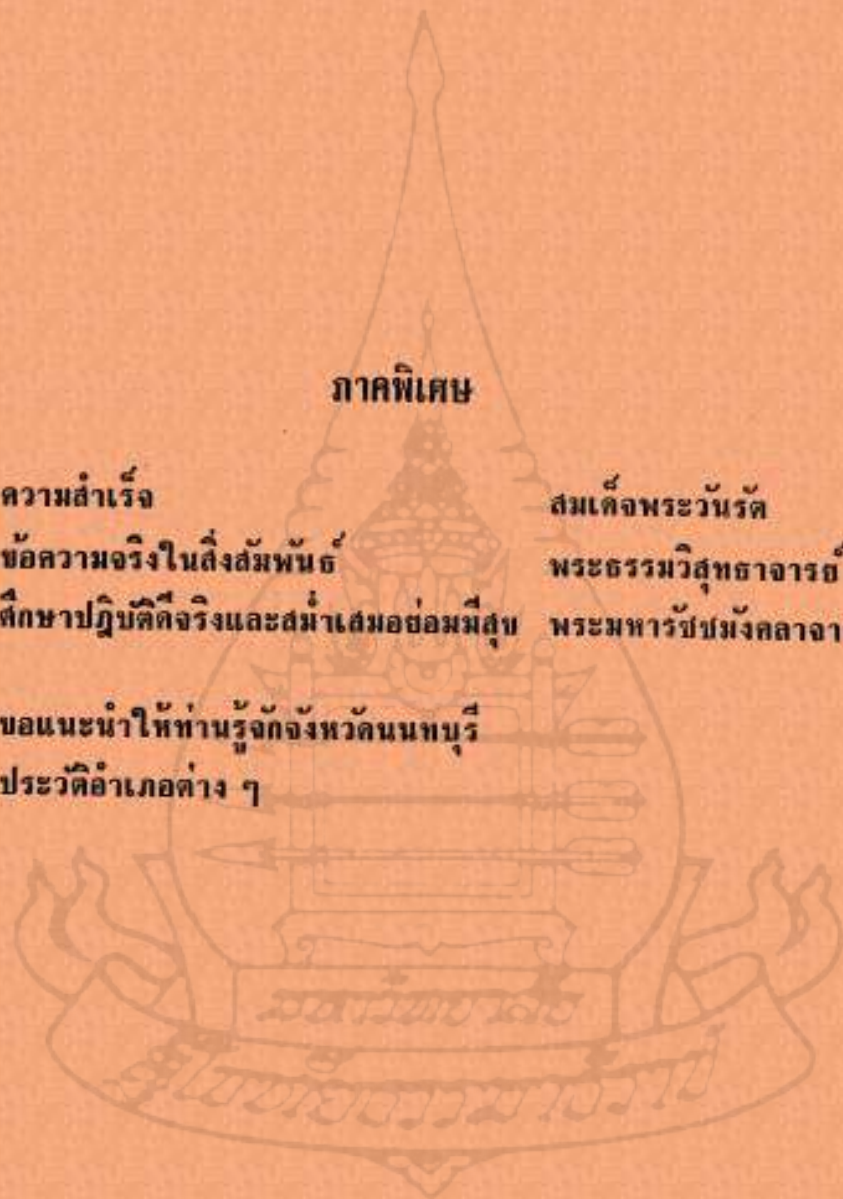 ภาคพิเศษ
ความสำเร็จ สมเด็จพระวันรัต
ข้อความจริงในสิ่งสัมพันธ์ พระธรรมวิสุทธาจารย์
ศึกษาปฏิบัติดีจริงและสม่ำเสมอย่อมมีสุข พระมหารัชชมังคลาจา
ขอแนะนำให้ท่านรู้จักจังหวัดนนทบุรี
ประวัติอำเภอต่าง ๆ